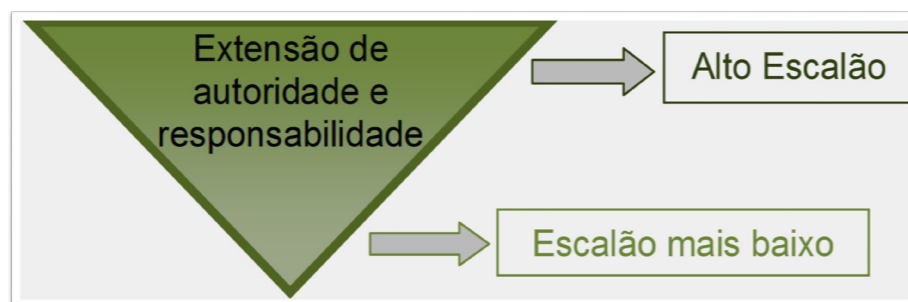 Extensão de
autoridade e
responsabilidade
Alto Escalão
Escalão mais baixo